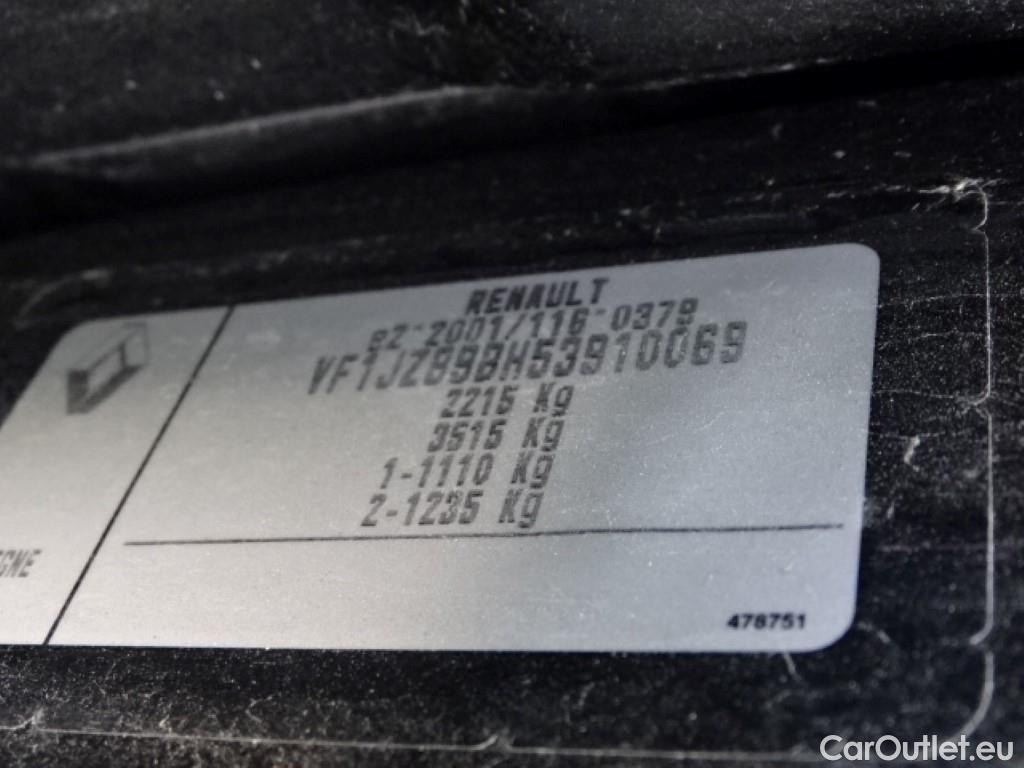 RENAULT
e2*2001/116*0379
VF1JZ89BH53910069
2215 Kg
3515 Kg
1-1110 Kg
2-1235 Kg
478751
CarOutlet.eu